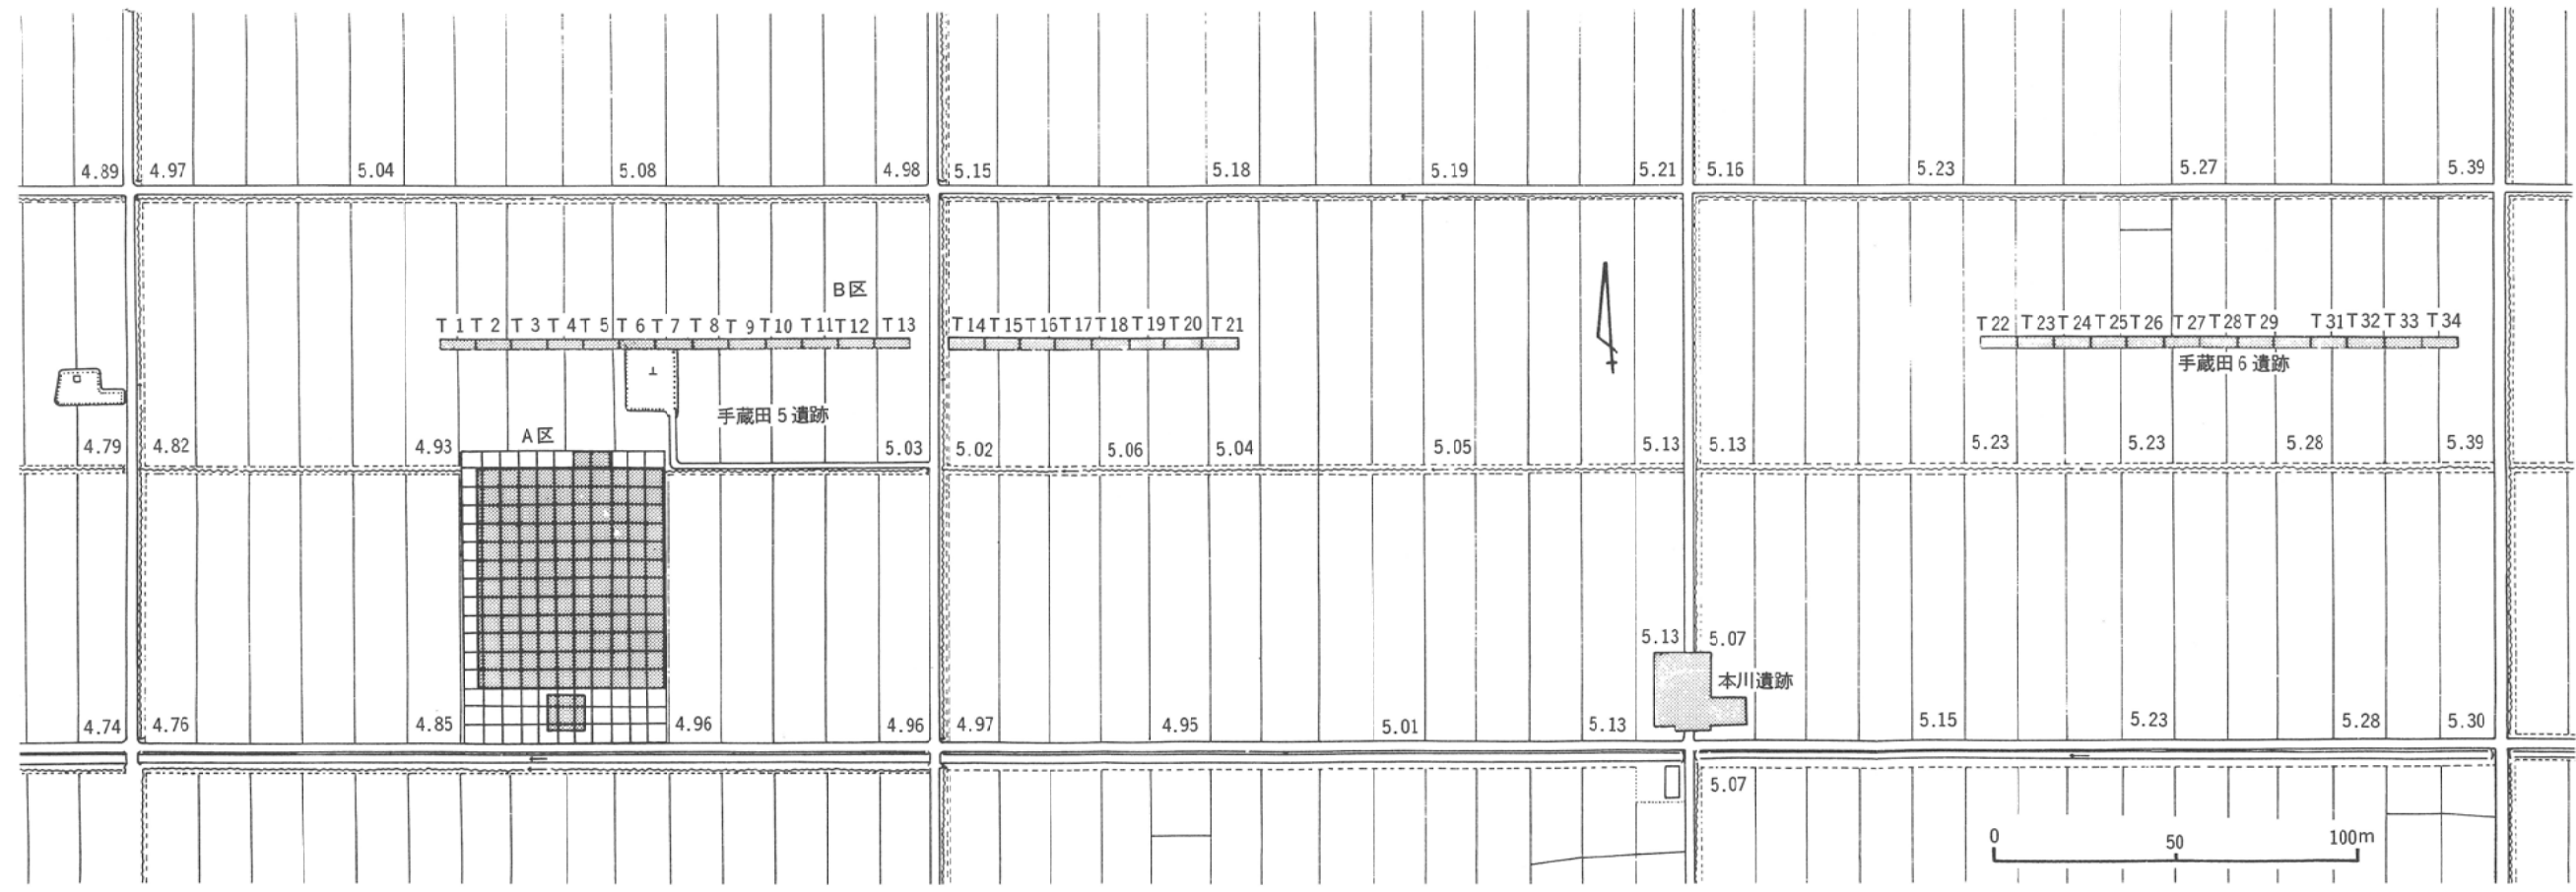 4.89 4.97 5.04 5.08 4.98 5.15 5.18 5.19 5.21 5.16 5.23 5.27 5.39
B区
T1 T2 T3 T4 T5 T6 T7 T8 T9 T10 T11 T12 T13 T14 T15 T16 T17 T18 T19 T20 T21 T22 T23 T24 T25 T26 T27 T28 T29 T31 T32 T33 T34
手蔵田6遺跡
手蔵田5遺跡
A区
4.79 4.82 4.93 5.03 5.02 5.06 5.04 5.05 5.13 5.13 5.23 5.23 5.28 5.39
5.13 5.07
本川遺跡
4.74 4.76 4.85 4.96 4.96 4.97 4.95 5.01 5.13 5.15 5.23 5.28 5.30
5.07
0 50 100m